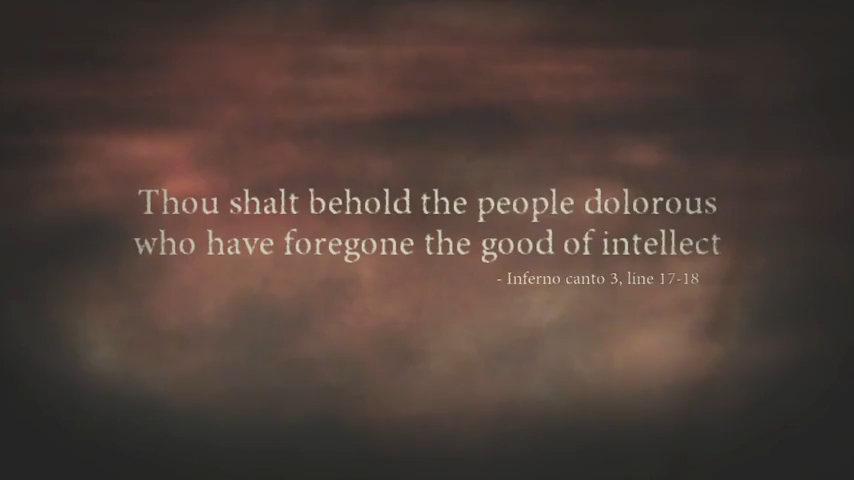 Thou shalt behold the people dolorous
who have foregone the good of intellect
- Inferno canto 3, line 17-18